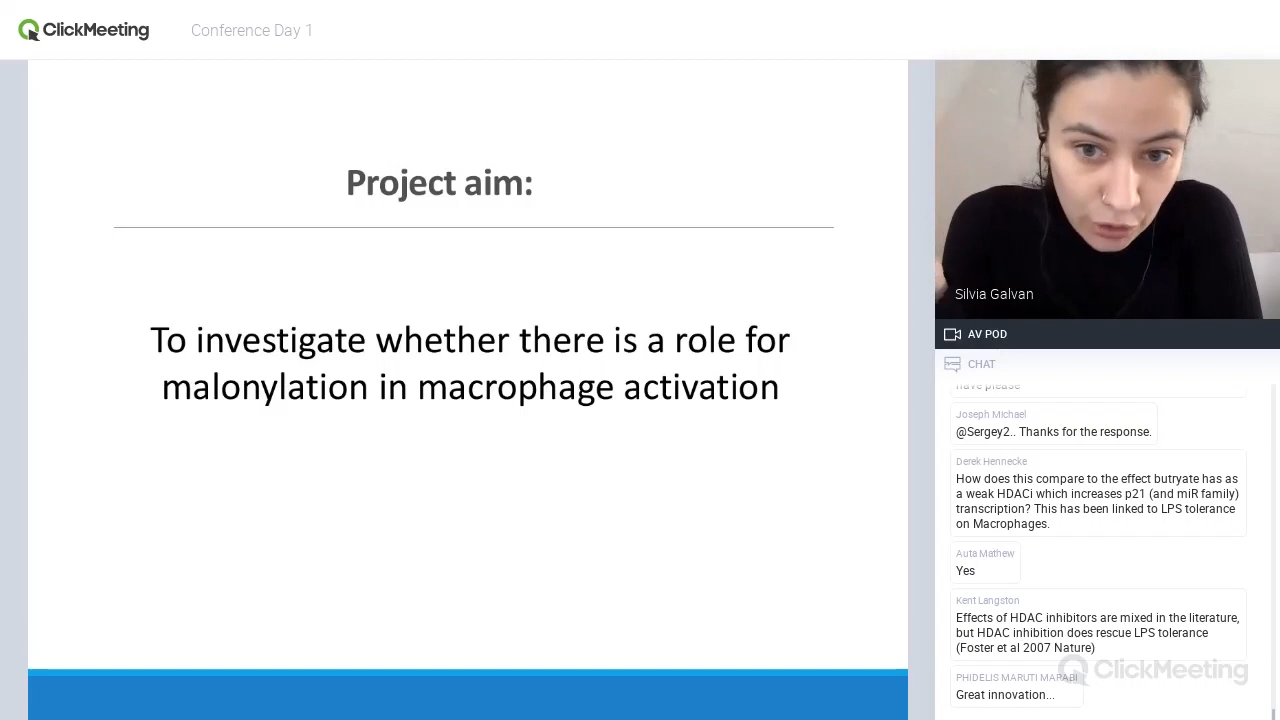 ClickMeeting
Conference Day 1
Project aim:
To investigate whether there is a role for
malonylation in macrophage activation
Silvia Galvan
AV POD
CHAT
have please
Joseph Michael
@Sergey2.. Thanks for the response.
Derek Hennecke
How does this compare to the effect butryate has as
a weak HDACi which increases p21 (and miR family)
transcription? This has been linked to LPS tolerance
on Macrophages.
Auta Mathew
Yes
Kent Langston
Effects of HDAC inhibitors are mixed in the literature,
but HDAC inhibition does rescue LPS tolerance
(Foster et al 2007 Nature)
ClickMeeting
PHIDELIS MARUTI MARABI
Great innovation...